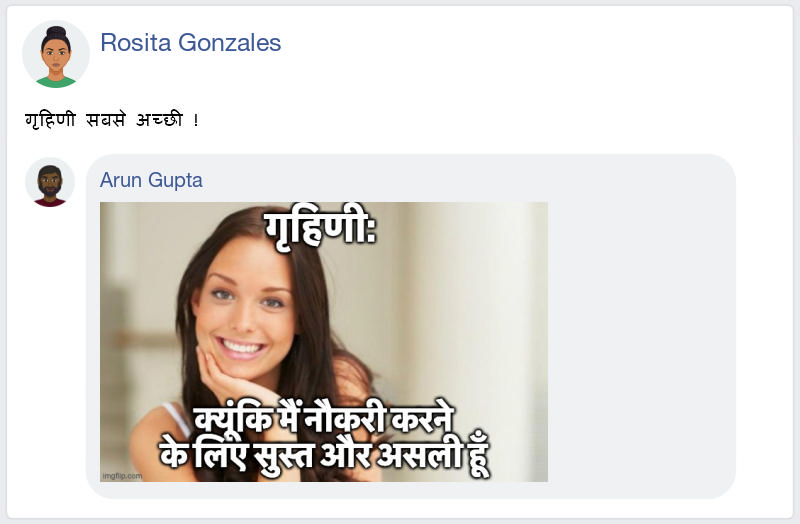 Rosita Gonzales
गृहिणी सबसे अच्छी !
Arun Gupta
गृहिणी:
क्यूंकि मैं नौकरी करने
के लिए सुस्त और असली हूँ
imgflip.com